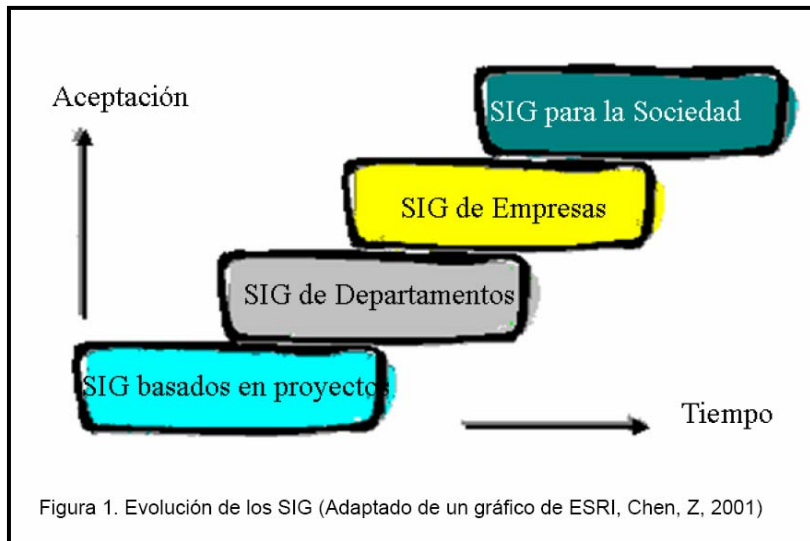 Aceptación
SIG para la Sociedad
SIG de Empresas
SIG de Departamentos
SIG basados en proyectos
Tiempo
Figura 1. Evolución de los SIG (Adaptado de un gráfico de ESRI, Chen, Z, 2001)